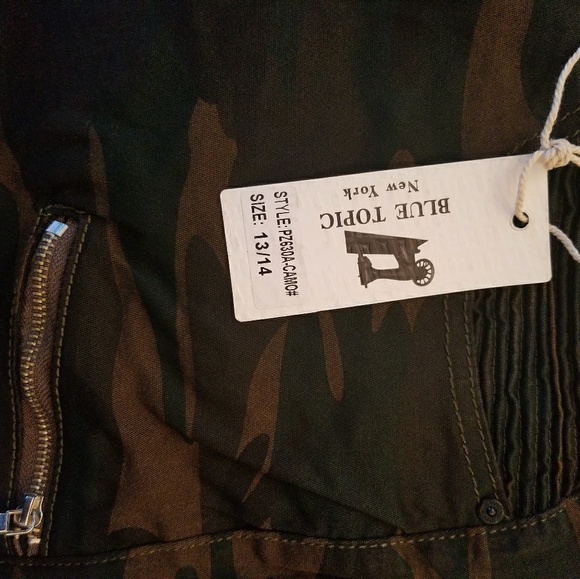 BLUE TOPIC
New York
STYLE:PZ630A-CAMO#
SIZE: 13/14